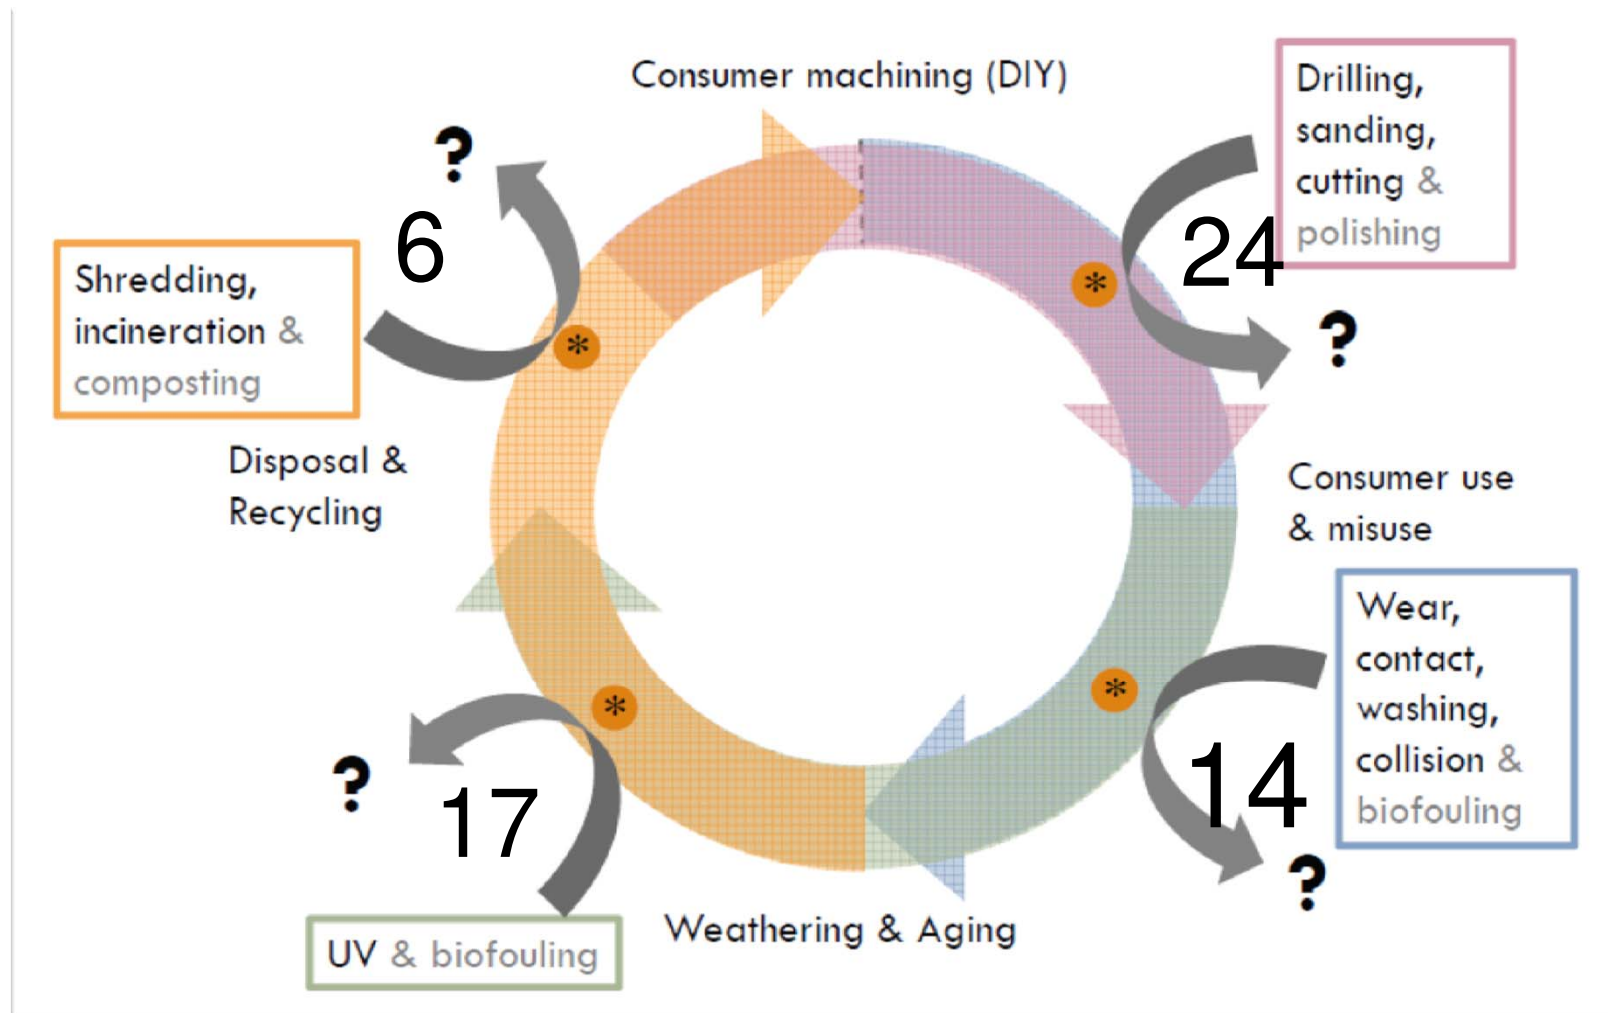 Consumer machining (DIY)
Drilling,
sanding,
cutting &
polishing
24
?
*
Consumer use
& misuse
Wear,
contact,
washing,
collision &
biofouling
14
?
*
Weathering & Aging
UV & biofouling
17
?
*
Disposal &
Recycling
Shredding,
incineration &
composting
6
?
*